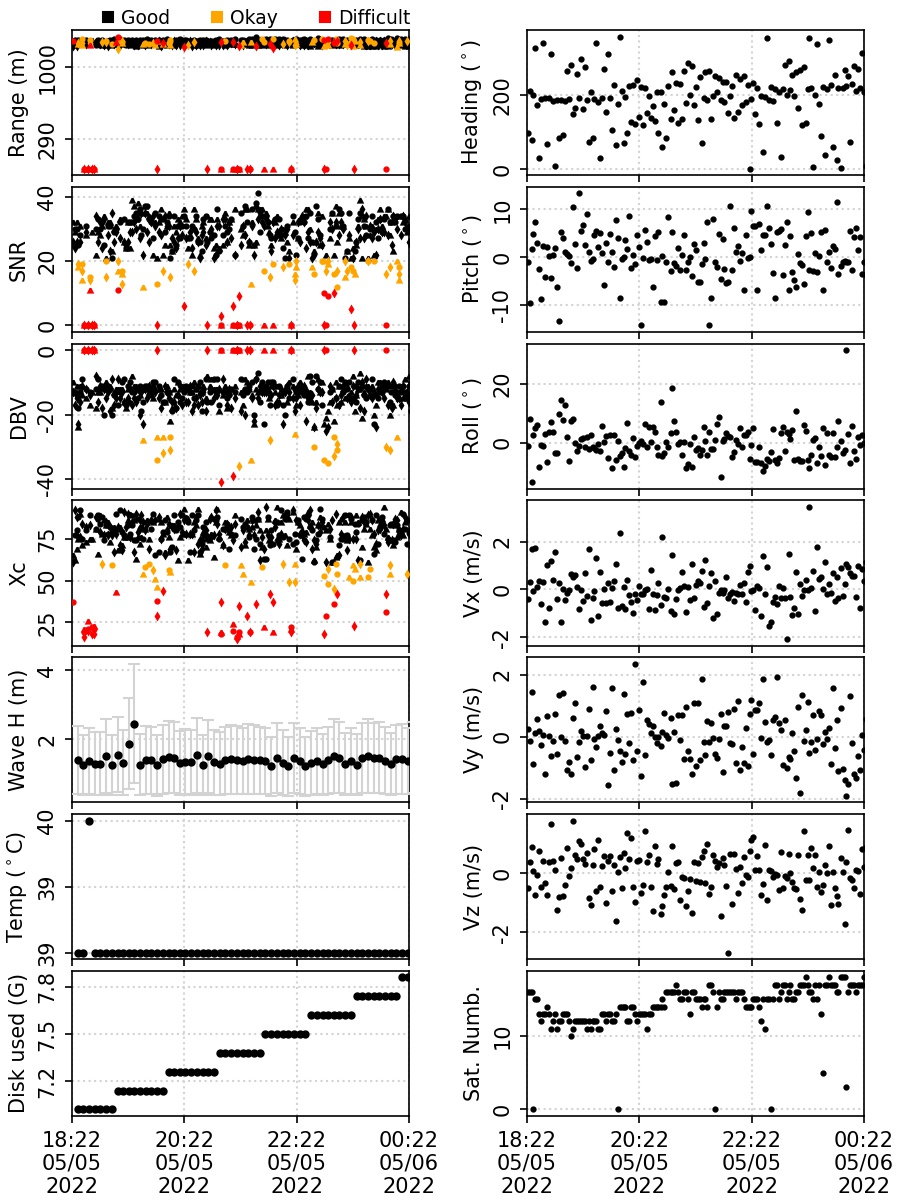 Good Okay Difficult
Range (m)
1000
290
SNR
40
20
0
DBV
0
-20
-40
Xc
75
50
25
Wave H (m)
4
2
Temp (°C)
40
39
39
Disk used (G)
7.8
7.5
7.2
18:22 20:22 22:22 00:22
05/05 05/05 05/05 05/06
2022 2022 2022 2022
Heading (°)
200
0
Pitch (°)
10
0
-10
Roll (°)
20
0
Vx (m/s)
2
0
-2
Vy (m/s)
2
0
-2
Vz (m/s)
0
-2
Sat. Numb.
10
0
18:22 20:22 22:22 00:22
05/05 05/05 05/05 05/06
2022 2022 2022 2022